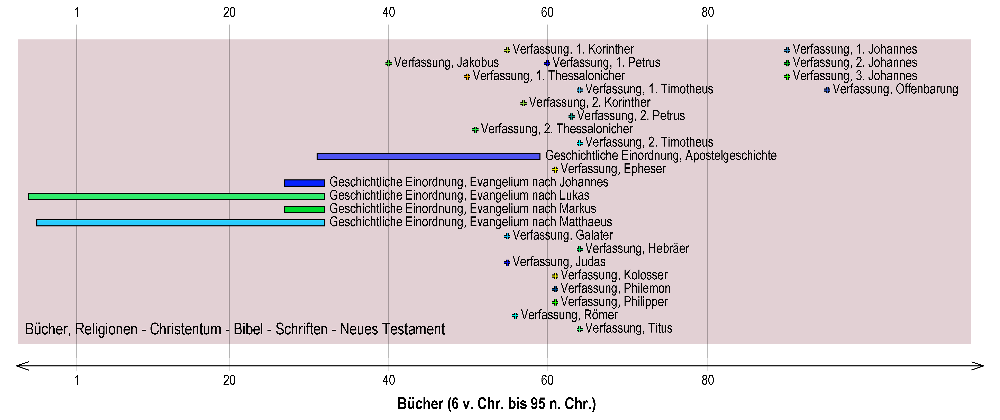 1 20 40 60 80
Verfassung, 1. Korinther Verfassung, 1. Johannes
Verfassung, Jakobus Verfassung, 1. Petrus Verfassung, 2. Johannes
Verfassung, 1. Thessalonicher Verfassung, 3. Johannes
Verfassung, 1. Timotheus Verfassung, Offenbarung
Verfassung, 2. Korinther
Verfassung, 2. Petrus
Verfassung, 2. Thessalonicher
Verfassung, 2. Timotheus
Geschichtliche Einordnung, Apostelgeschichte
Verfassung, Epheser
Geschichtliche Einordnung, Evangelium nach Johannes
Geschichtliche Einordnung, Evangelium nach Lukas
Geschichtliche Einordnung, Evangelium nach Markus
Geschichtliche Einordnung, Evangelium nach Matthaeus
Verfassung, Galater
Verfassung, Hebräer
Verfassung, Judas
Verfassung, Kolosser
Verfassung, Philemon
Verfassung, Philipper
Verfassung, Römer
Verfassung, Titus
Bücher, Religionen - Christentum - Bibel - Schriften - Neues Testament
1 20 40 60 80
Bücher (6 v. Chr. bis 95 n. Chr.)